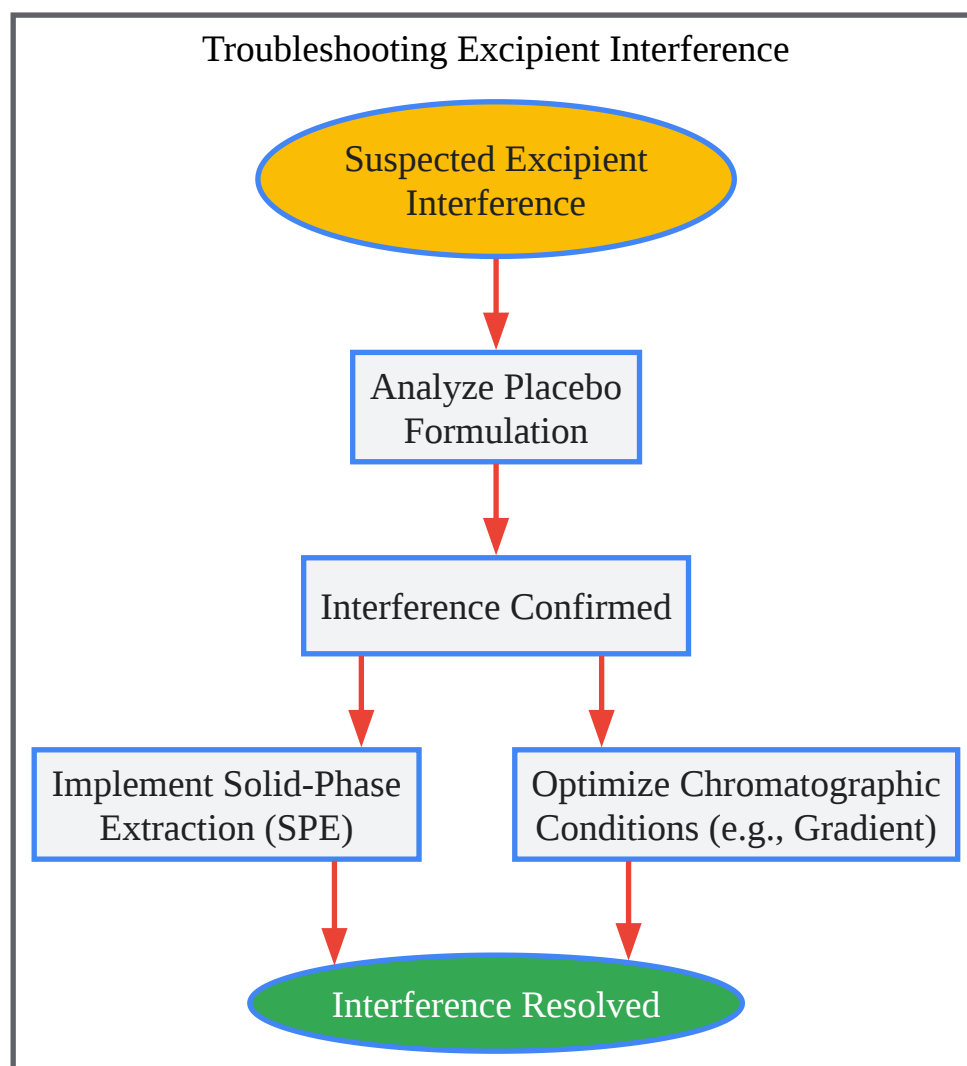 Troubleshooting Excipient Interference
Suspected Excipient
Interference
Analyze Placebo
Formulation
Interference Confirmed
Implement Solid-Phase
Extraction (SPE)
Optimize Chromatographic
Conditions (e.g., Gradient)
Interference Resolved